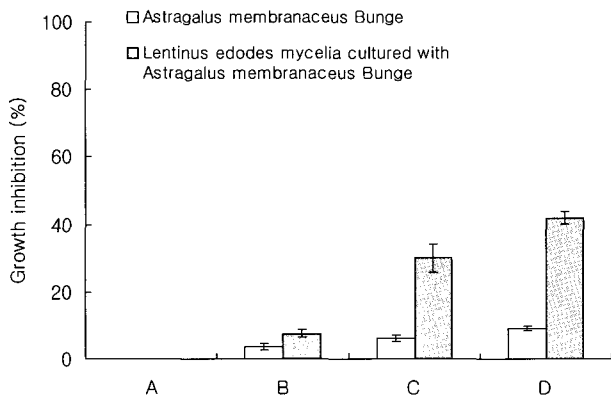 Astragalus membranaceus Bunge
Lentinus edodes mycelia cultured with
Astragalus membranaceus Bunge
Growth inhibition (%)
100
80
60
40
20
0
A B C D